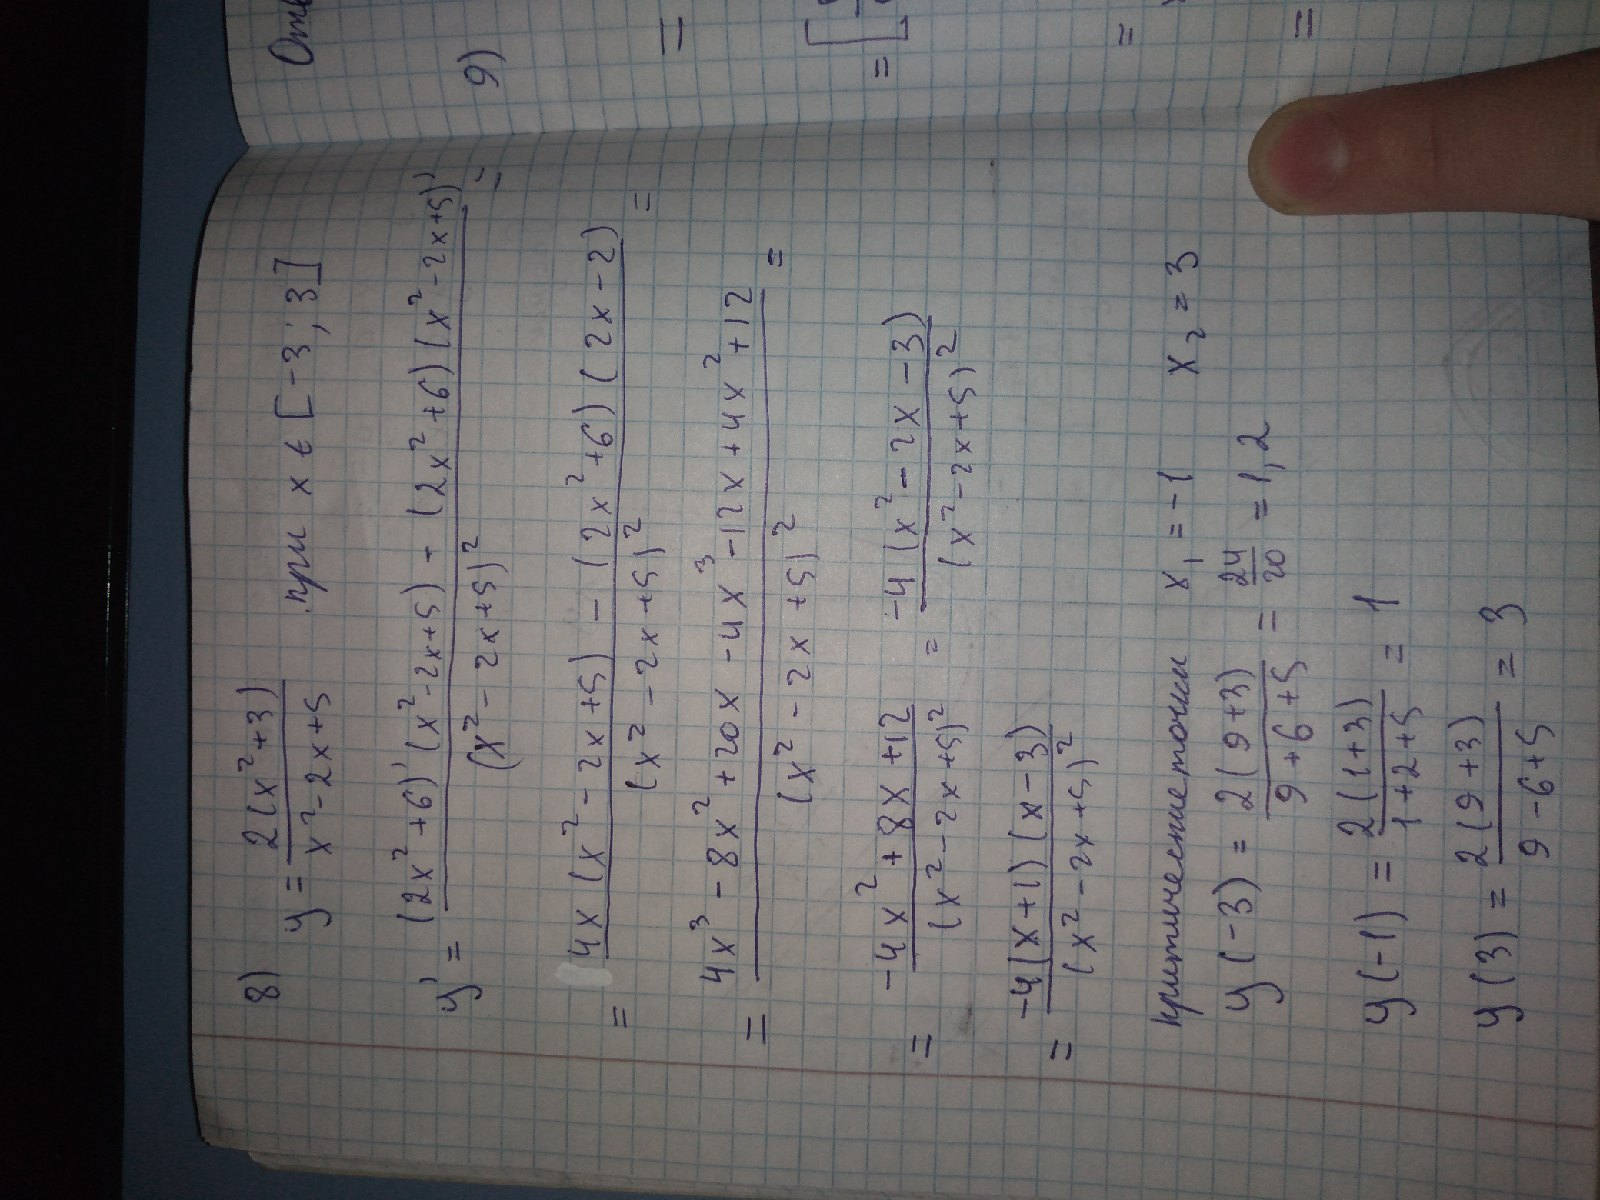 8) y = 2(x²+3) / x²-2x+5 при x ∈ [-3; 3]
y' = (2x²+6)'(x²-2x+5) - (2x²+6)(x²-2x+5)' / (x²-2x+5)² =
= 4x(x²-2x+5) - (2x²+6)(2x-2) / (x²-2x+5)² =
= 4x³-8x²+20x-4x³-12x+4x²+12 / (x²-2x+5)² =
= -4x²+8x+12 / (x²-2x+5)² = -4(x²-2x-3) / (x²-2x+5)²
= -4(x+1)(x-3) / (x²-2x+5)²
критические точки x₁ = -1 x₂ = 3
y(-3) = 2(9+3) / 9+6+5 = 24/20 = 1,2
y(-1) = 2(1+3) / 1+2+5 = 1
y(3) = 2(9+3) / 9-6+5 = 3
Отв
9)
=
= [
=
=